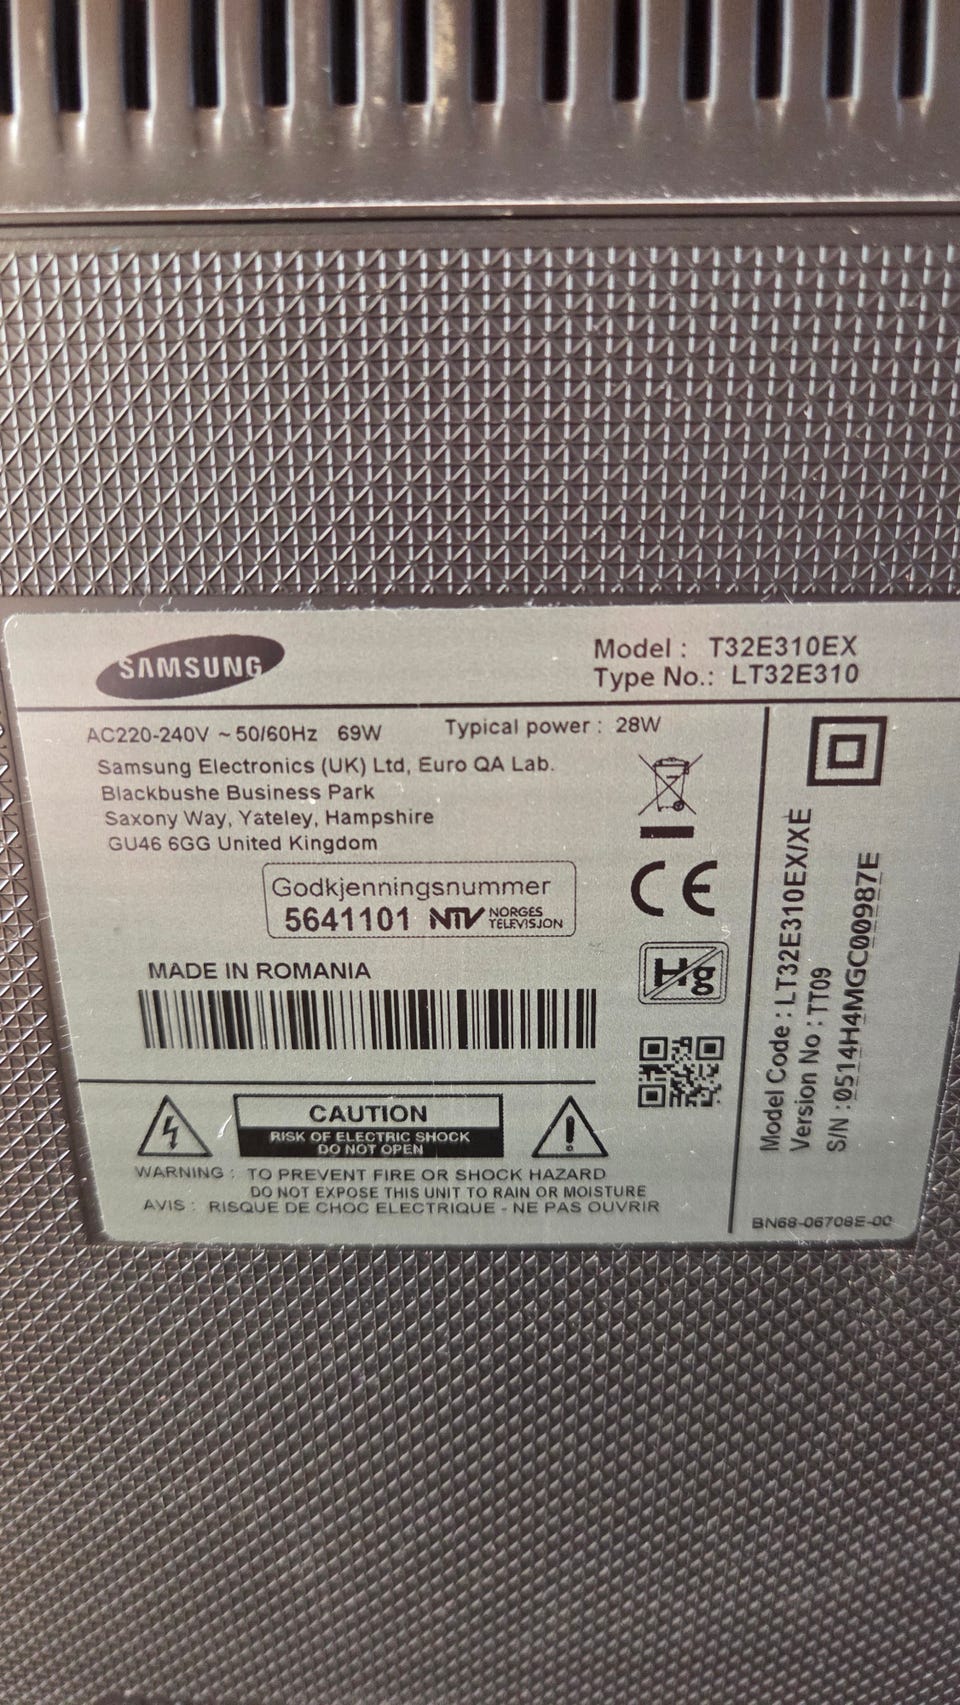 SAMSUNG
Model : T32E310EX
Type No.: LT32E310
AC220-240V ~ 50/60Hz 69W Typical power : 28W
Samsung Electronics (UK) Ltd, Euro QA Lab.
Blackbushe Business Park
Saxony Way, Yateley, Hampshire
GU46 6GG United Kingdom
Godkjenningsnummer
5641101 NTV NORGES TELEVISJON
MADE IN ROMANIA
CE
Hg
CAUTION
RISK OF ELECTRIC SHOCK
DO NOT OPEN
WARNING : TO PREVENT FIRE OR SHOCK HAZARD
DO NOT EXPOSE THIS UNIT TO RAIN OR MOISTURE
AVIS : RISQUE DE CHOC ELECTRIQUE - NE PAS OUVRIR
Model Code : LT32E310EX/XE
Version No : TT09
S/N : 0514H4MGC00987E
BN68-06708E-00